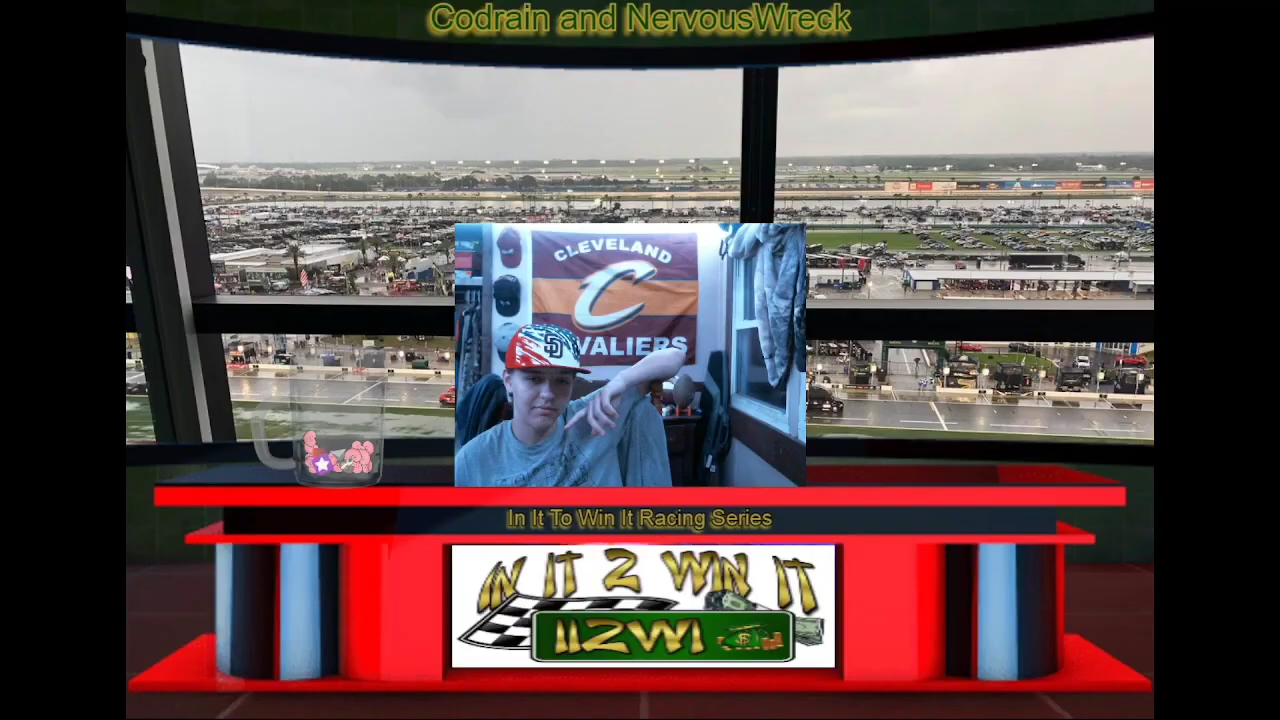 Codrain and NervousWreck
CLEVELAND
C
VALIERS
SD
In It To Win It Racing Series
IN IT 2 WIN IT
II2WI
$